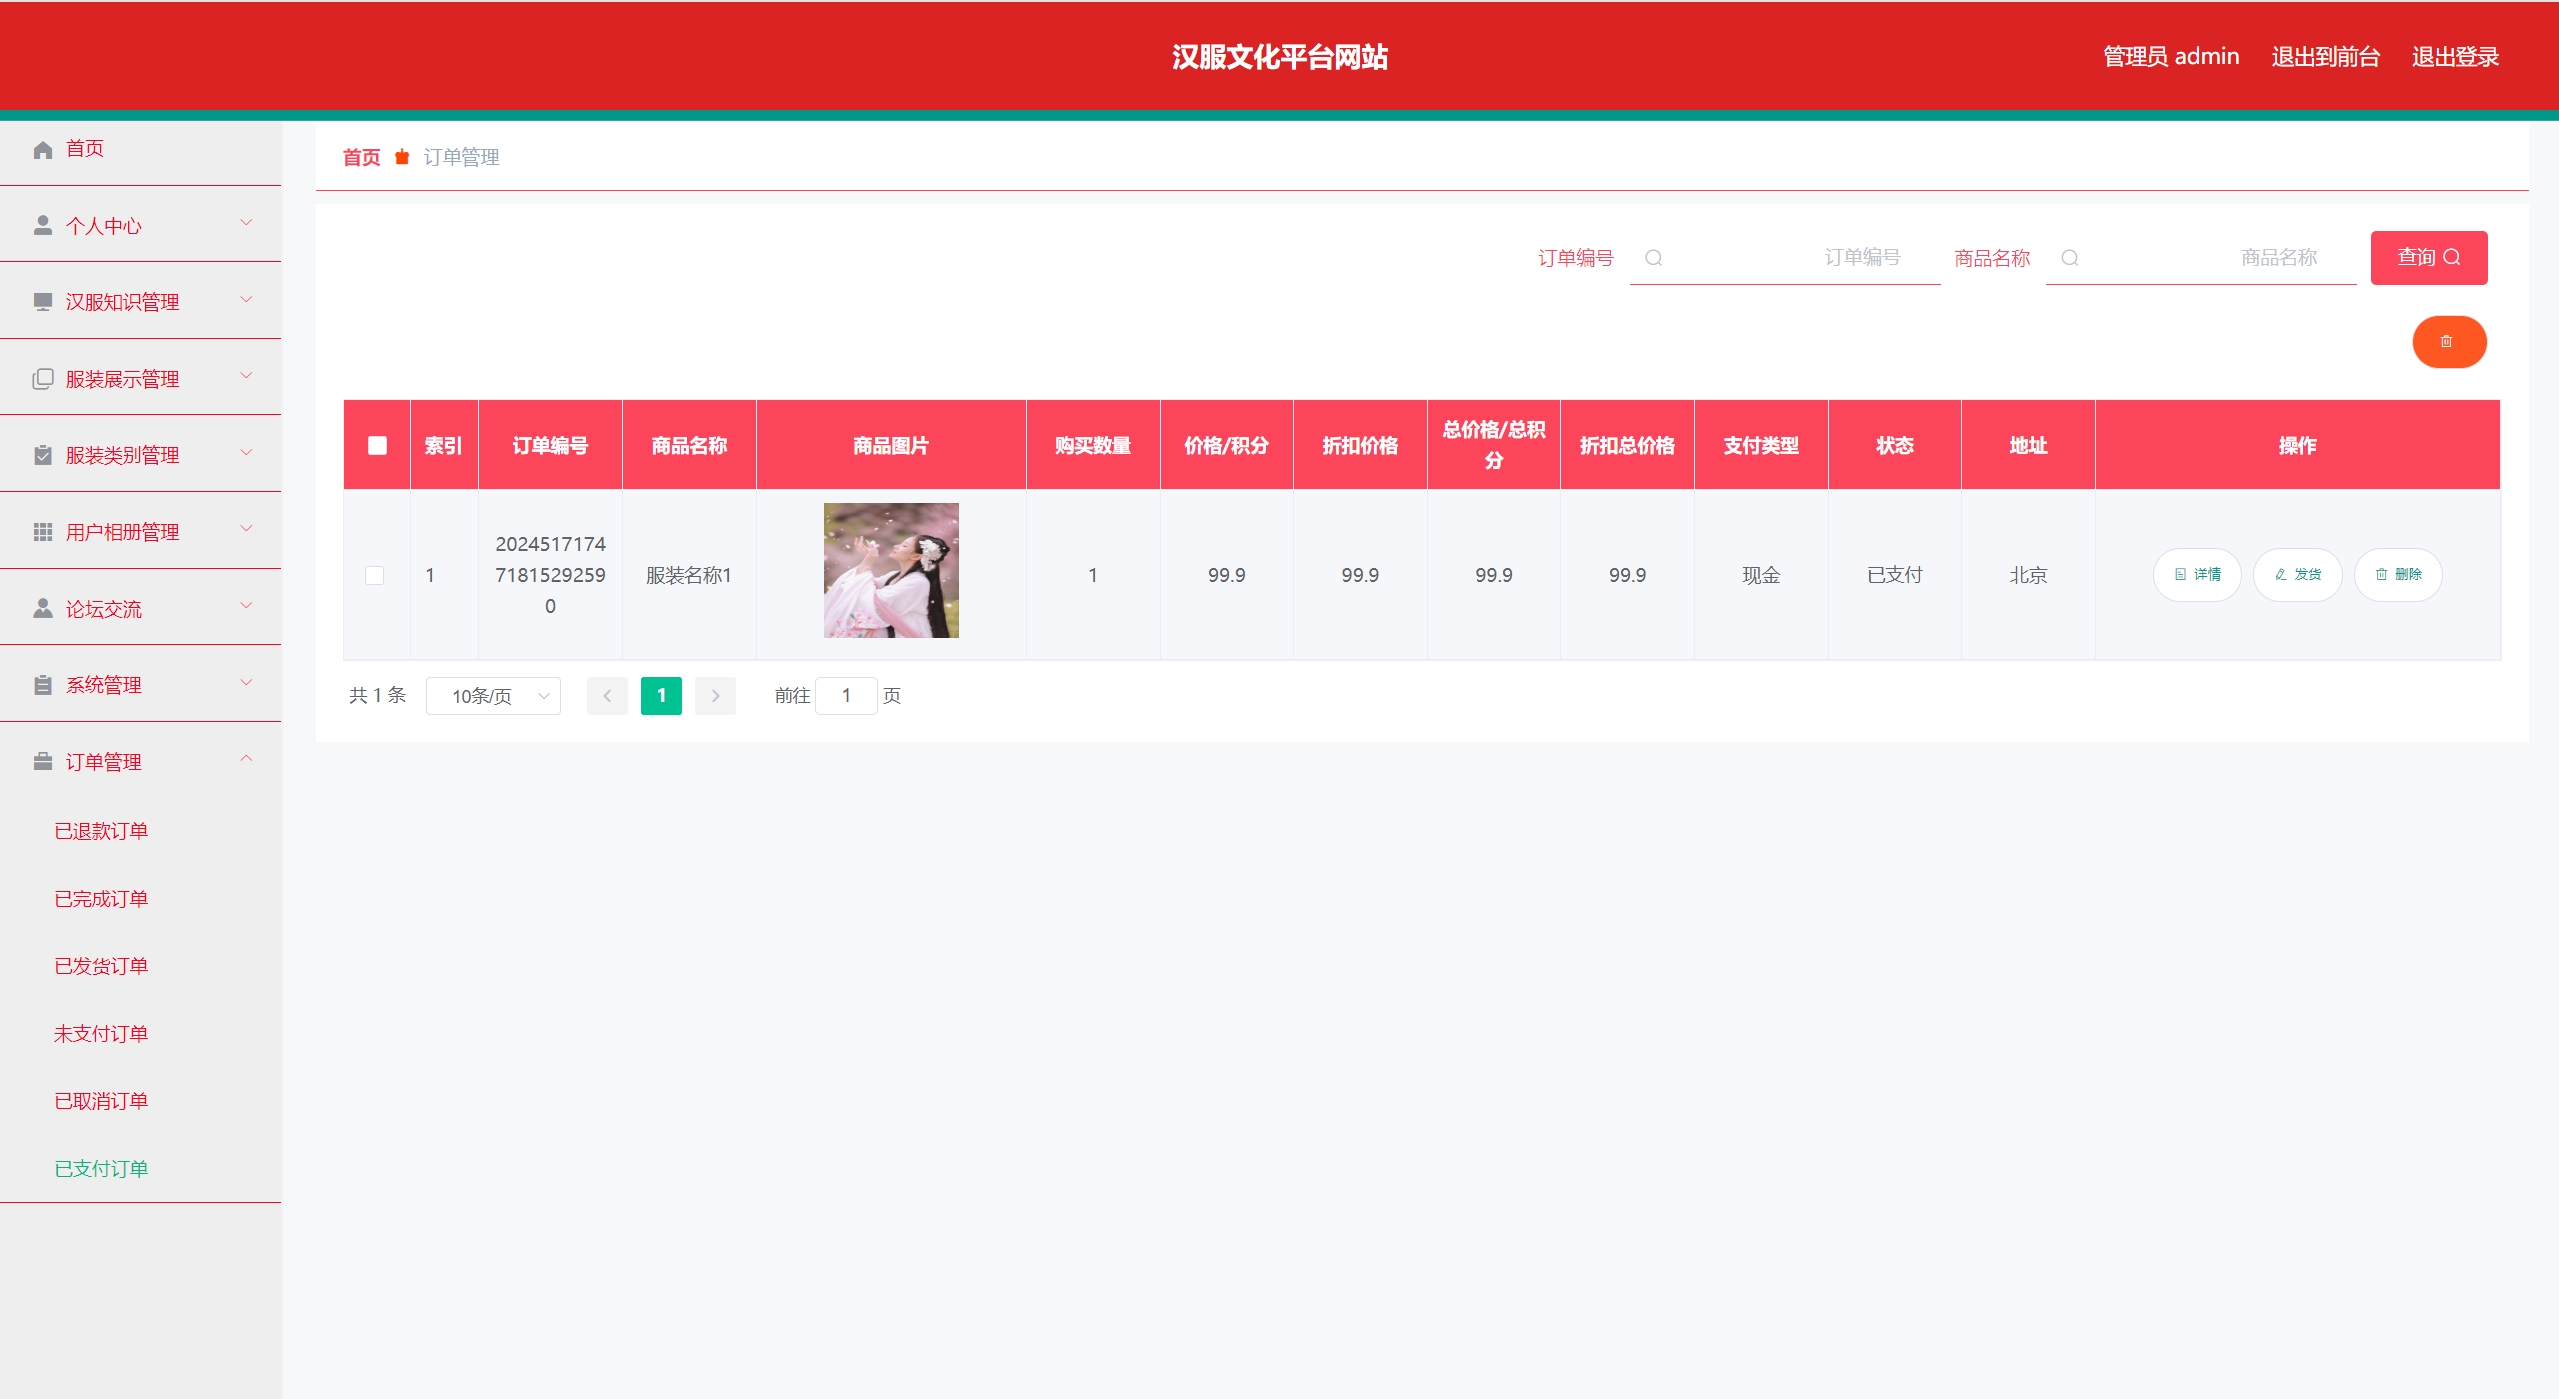 汉服文化平台网站
管理员 admin 退出到前台 退出登录
首页
个人中心
汉服知识管理
服装展示管理
服装类别管理
用户相册管理
论坛交流
系统管理
订单管理
已退款订单
已完成订单
已发货订单
未支付订单
已取消订单
已支付订单
首页 订单管理
订单编号 订单编号 商品名称 商品名称 查询
索引 订单编号 商品名称 商品图片 购买数量 价格/积分 折扣价格 总价格/总积分 折扣总价格 支付类型 状态 地址 操作
1 202451717471815292590 服装名称1 1 99.9 99.9 99.9 99.9 现金 已支付 北京 详情 发货 删除
共 1 条 10条/页 1 前往 1 页